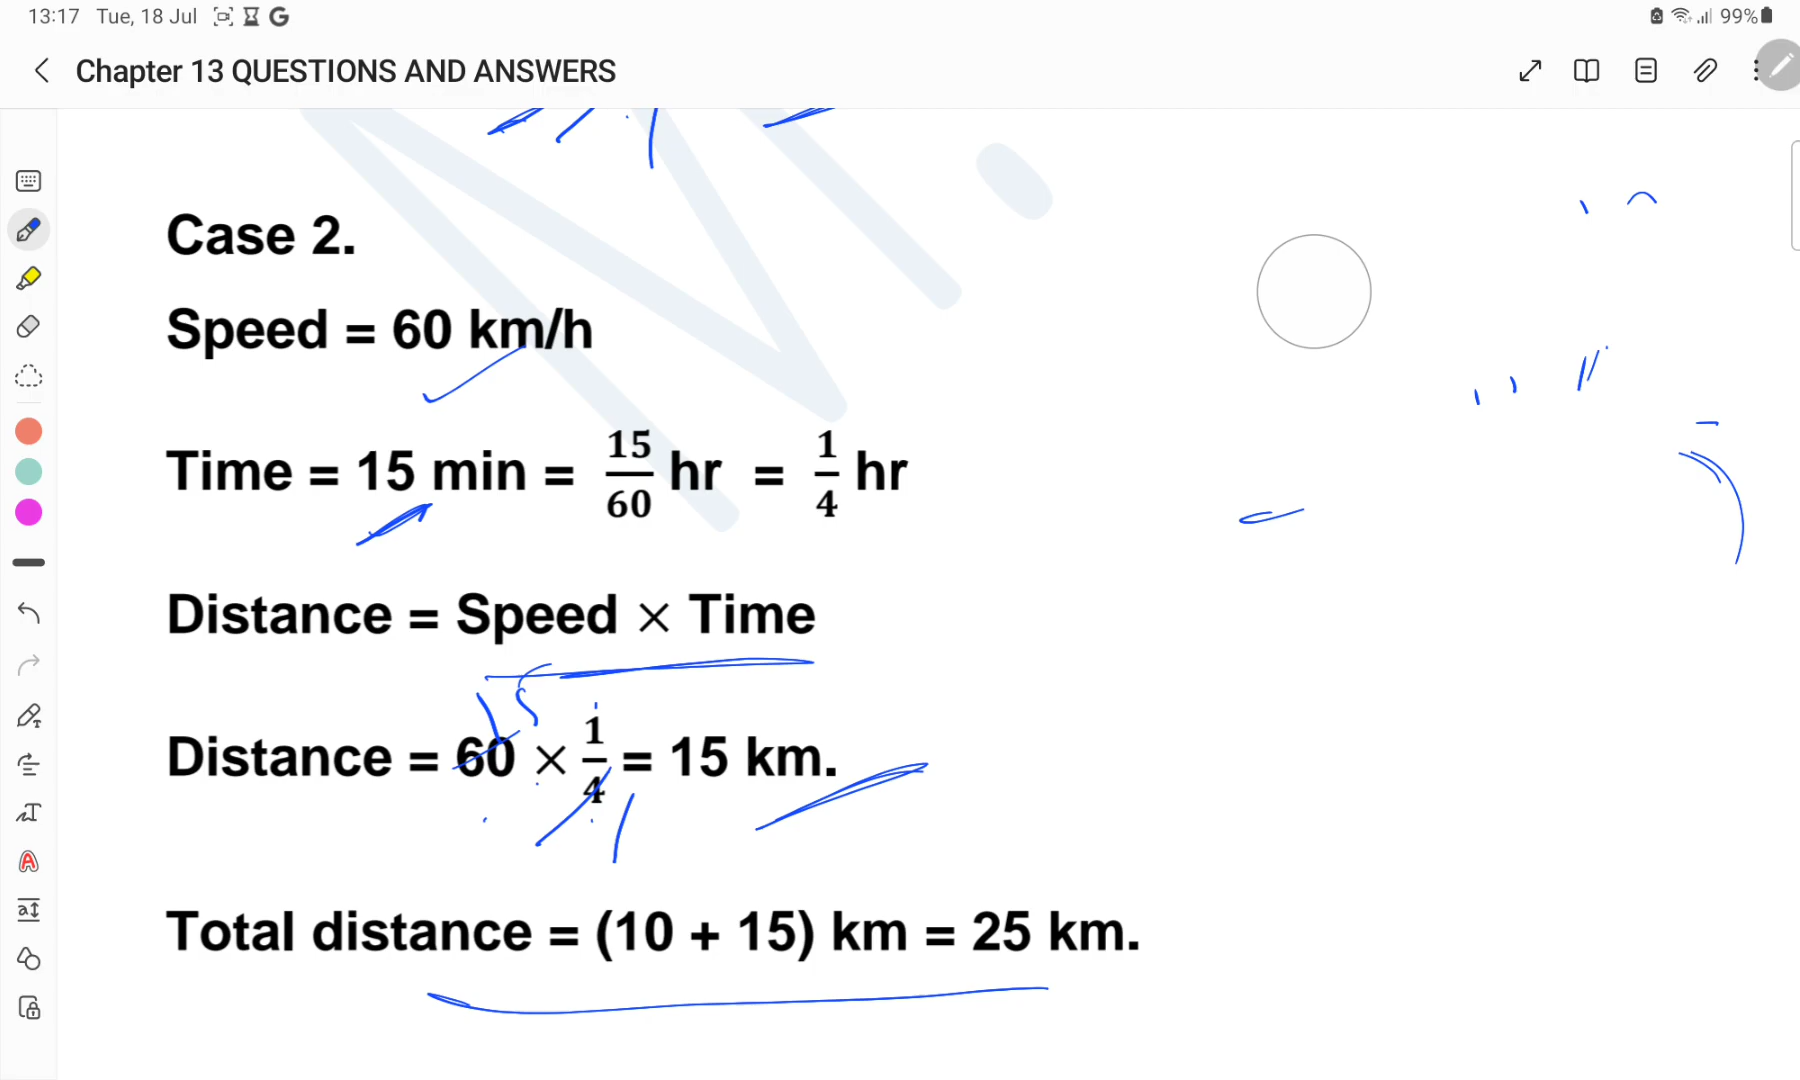 13:17 Tue, 18 Jul G 99%
Chapter 13 QUESTIONS AND ANSWERS
Case 2.
Speed = 60 km/h
Time = 15 min = 15/60 hr = 1/4 hr
Distance = Speed × Time
15
Distance = 60 × 1/4 = 15 km.
1
Total distance = (10 + 15) km = 25 km.